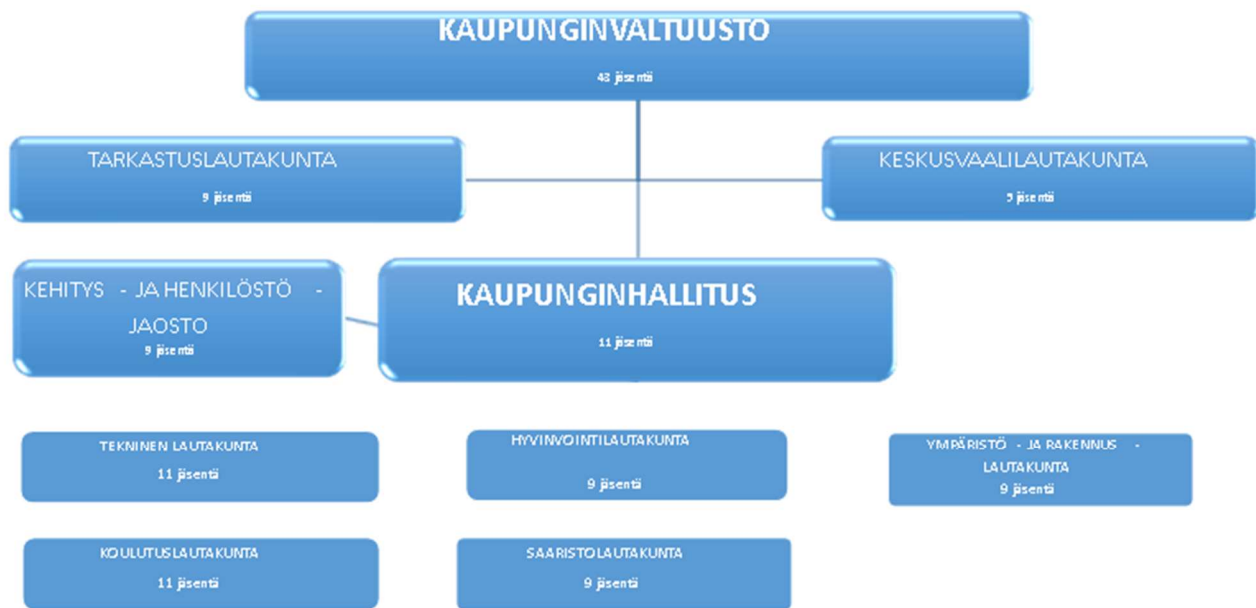 KAUPUNGINVALTUUSTO
43 jäsentä
TARKASTUSLAUTAKUNTA
9 jäsentä
KESKUSVAALILAUTAKUNTA
5 jäsentä
KEHITYS - JA HENKILÖSTÖ -
JAOSTO
9 jäsentä
KAUPUNGINHALLITUS
11 jäsentä
TEKNINEN LAUTAKUNTA
11 jäsentä
HYVINVOINTILAUTAKUNTA
9 jäsentä
YMPÄRISTÖ - JA RAKENNUS -
LAUTAKUNTA
9 jäsentä
KOULUTUSLAUTAKUNTA
11 jäsentä
SAARISTOLAUTAKUNTA
9 jäsentä